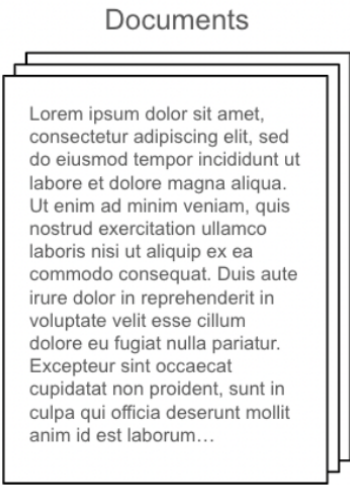 Documents
Lorem ipsum dolor sit amet,
consectetur adipiscing elit, sed
do eiusmod tempor incididunt ut
labore et dolore magna aliqua.
Ut enim ad minim veniam, quis
nostrud exercitation ullamco
laboris nisi ut aliquip ex ea
commodo consequat. Duis aute
irure dolor in reprehenderit in
voluptate velit esse cillum
dolore eu fugiat nulla pariatur.
Excepteur sint occaecat
cupidatat non proident, sunt in
culpa qui officia deserunt mollit
anim id est laborum…